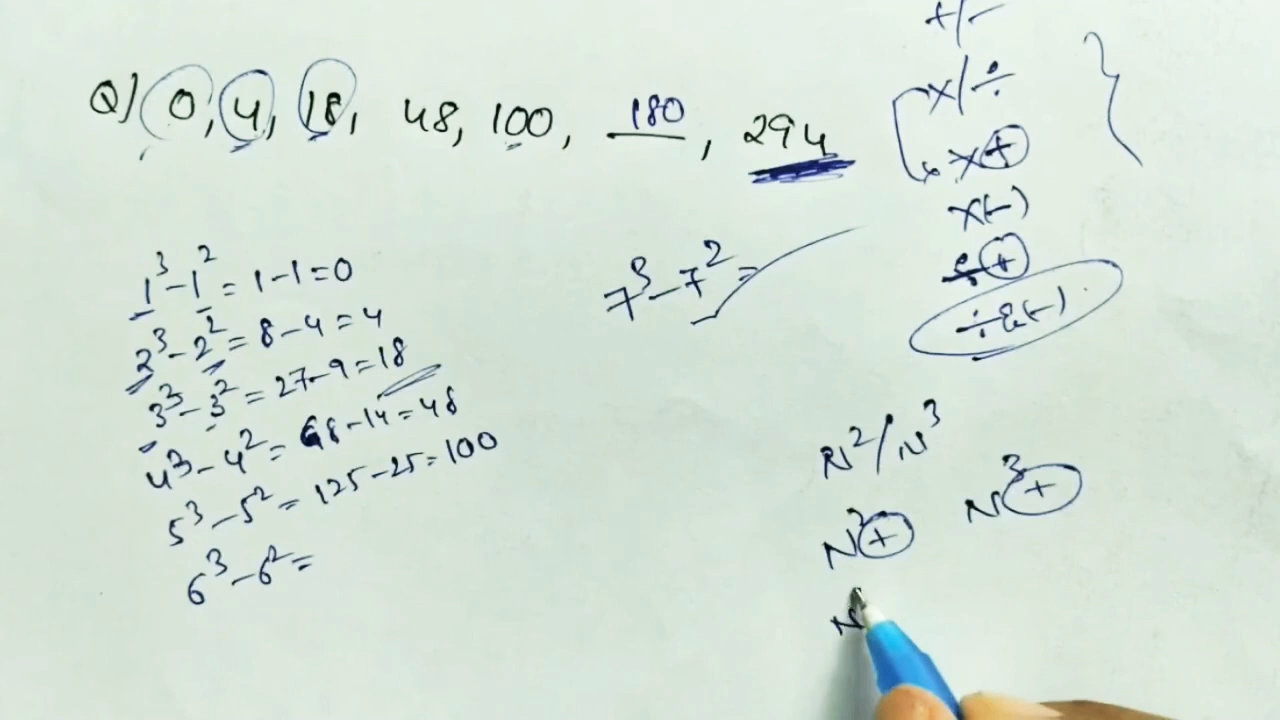 Q) 0, 4, 18, 48, 100, 180, 294
1³-1² = 1-1=0
2³-2² = 8-4=4
3³-3² = 27-9=18
4³-4² = 68-14=48
5³-5² = 125-25=100
6³-6² =
7³-7² =
+/-
×/÷
×+
×(-)
÷+
÷&(-)
N²/N³
N²+
N³+
N